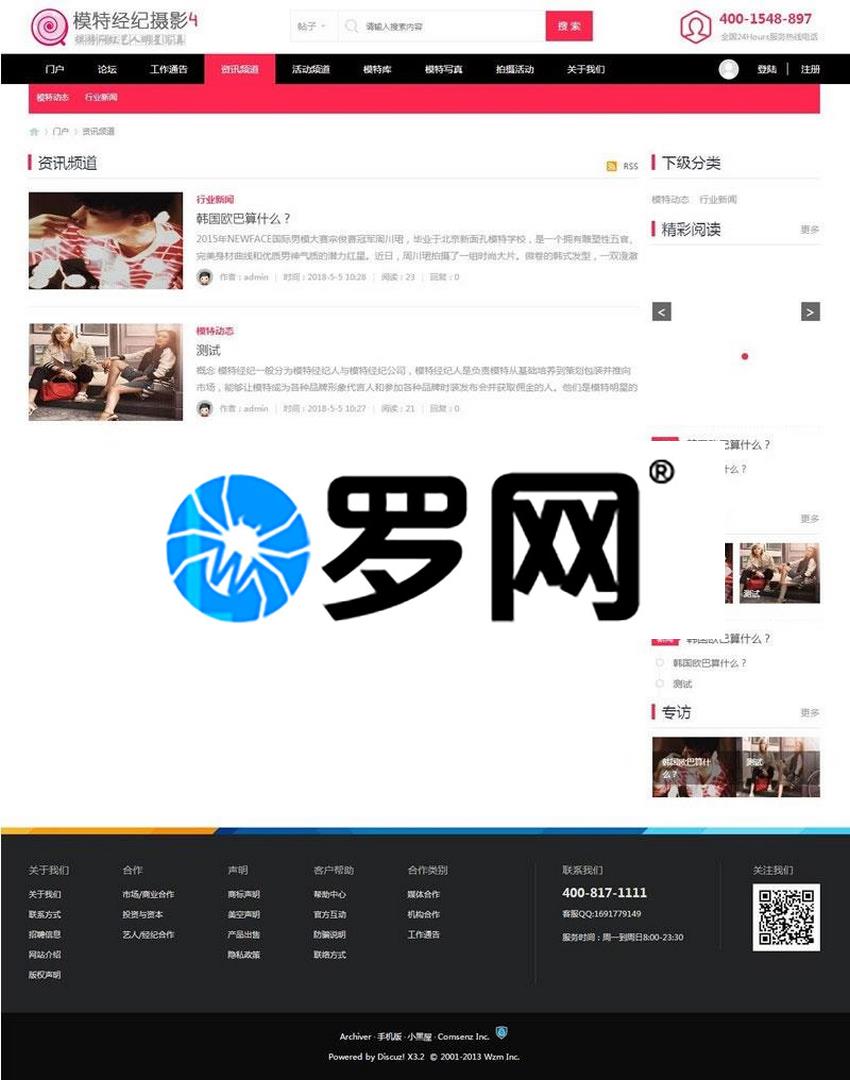 模特经纪摄影4
帖子
请输入搜索内容
搜索
400-1548-897
全国24Hours服务热线电话
门户 论坛 工作通告 资讯频道 活动频道 模特库 模特写真 拍摄活动 关于我们 登陆 | 注册
模特动态 行业新闻
门户 > 资讯频道
资讯频道
RSS
行业新闻
韩国欧巴算什么？
2015年NEWFACE国际男模大赛宗俊赛冠军周川珺，毕业于北京新面孔模特学校，是一个拥有雕塑性五官、
完美身材曲线和优质男神气质的潜力红星。近日，周川珺拍摄了一组时尚大片。微卷的韩式发型，一双澄澈
作者：admin | 时间：2018-5-5 10:28 | 阅读：23 | 回复：0
模特动态
测试
概念 模特经纪一般分为模特经纪人与模特经纪公司，模特经纪人是负责模特从基础培养到策划包装并推向
市场，能够让模特成为各种品牌形象代言人和参加各种品牌时装发布会并获取佣金的人。他们是模特明星的
作者：admin | 时间：2018-5-5 10:27 | 阅读：21 | 回复：0
下级分类
模特动态 行业新闻
精彩阅读
更多
<
>
算什么？
什么？
罗网®
更多
测试
韩国欧巴算什么？
韩国欧巴算什么？
测试
专访
更多
韩国欧巴算什么？
测试
关于我们
关于我们
联系方式
招聘信息
网站介绍
版权声明
合作
市场/商业合作
投资与资本
艺人/经纪合作
声明
商标声明
美空声明
产品出售
隐私政策
客户帮助
帮助中心
官方互动
防骗说明
联络方式
合作类别
媒体合作
机构合作
工作通告
联系我们
400-817-1111
客服QQ:1691779149
服务时间：周一到周日8:00-23:30
关注我们
Archiver · 手机版 · 小黑屋 · Comsenz Inc.
Powered by Discuz! X3.2 © 2001-2013 Wzm Inc.